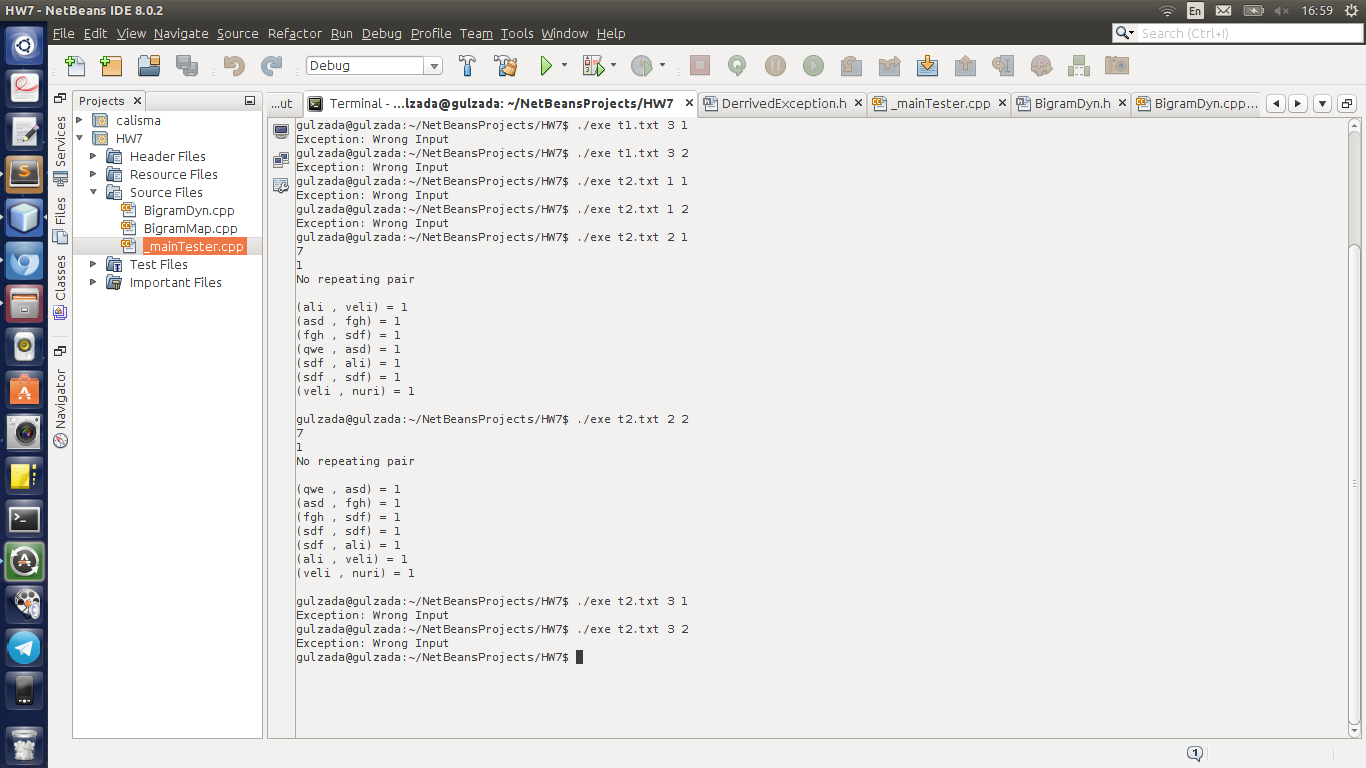 HW7 - NetBeans IDE 8.0.2
En
16:59
File Edit View Navigate Source Refactor Run Debug Profile Team Tools Window Help
Search (Ctrl+I)
Debug
Projects
...ut
Terminal - ...lzada@gulzada: ~/NetBeansProjects/HW7
DerrivedException.h
_mainTester.cpp
BigramDyn.h
BigramDyn.cpp...
Services
Files
Classes
Navigator
calisma
HW7
Header Files
Resource Files
Source Files
BigramDyn.cpp
BigramMap.cpp
_mainTester.cpp
Test Files
Important Files
gulzada@gulzada:~/NetBeansProjects/HW7$ ./exe t1.txt 3 1
Exception: Wrong Input
gulzada@gulzada:~/NetBeansProjects/HW7$ ./exe t1.txt 3 2
Exception: Wrong Input
gulzada@gulzada:~/NetBeansProjects/HW7$ ./exe t2.txt 1 1
Exception: Wrong Input
gulzada@gulzada:~/NetBeansProjects/HW7$ ./exe t2.txt 1 2
Exception: Wrong Input
gulzada@gulzada:~/NetBeansProjects/HW7$ ./exe t2.txt 2 1
7
1
No repeating pair
(ali , veli) = 1
(asd , fgh) = 1
(fgh , sdf) = 1
(qwe , asd) = 1
(sdf , ali) = 1
(sdf , sdf) = 1
(veli , nuri) = 1
gulzada@gulzada:~/NetBeansProjects/HW7$ ./exe t2.txt 2 2
7
1
No repeating pair
(qwe , asd) = 1
(asd , fgh) = 1
(fgh , sdf) = 1
(sdf , sdf) = 1
(sdf , ali) = 1
(ali , veli) = 1
(veli , nuri) = 1
gulzada@gulzada:~/NetBeansProjects/HW7$ ./exe t2.txt 3 1
Exception: Wrong Input
gulzada@gulzada:~/NetBeansProjects/HW7$ ./exe t2.txt 3 2
Exception: Wrong Input
gulzada@gulzada:~/NetBeansProjects/HW7$
1